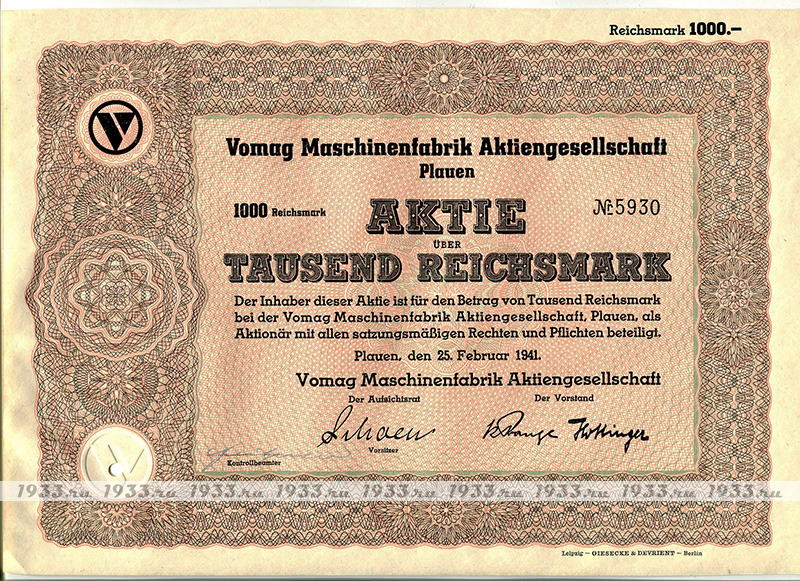 Reichsmark 1000.—
V
Vomag Maschinenfabrik Aktiengesellschaft
Plauen
1000 Reichsmark
AKTIE
№ 5930
ÜBER
TAUSEND REICHSMARK
Der Inhaber dieser Aktie ist für den Betrag von Tausend Reichsmark
bei der Vomag Maschinenfabrik Aktiengesellschaft, Plauen, als
Aktionär mit allen satzungsmäßigen Rechten und Pflichten beteiligt.
Plauen, den 25. Februar 1941.
Vomag Maschinenfabrik Aktiengesellschaft
Der Aufsichtsrat Der Vorstand
Vorsitzer
Kontrollbeamter
1933.ru 1933.ru 1933.ru 1933.ru 1933.ru 1933.ru 1933.ru 1933.ru 1933.ru
Leipzig — GIESECKE & DEVRIENT — Berlin